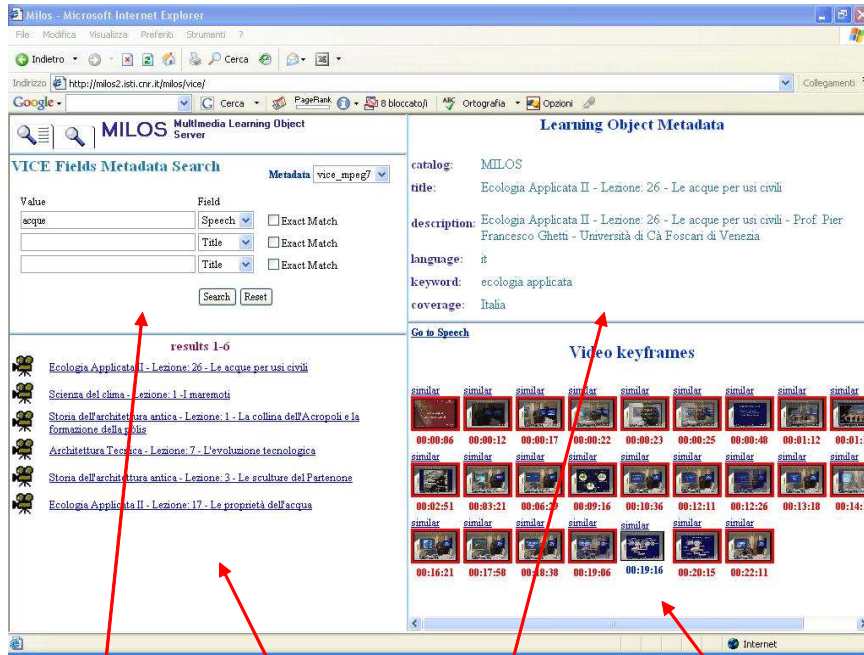 Milos - Microsoft Internet Explorer
File Modifica Visualizza Preferiti Strumenti ?
Indietro Cerca
Indirizzo http://milos2.isti.cnr.it/milos/vice/ Collegamenti
Google Cerca PageRank 8 bloccato/i ABC Ortografia Opzioni
MILOS Multimedia Learning Object
Server
VICE Fields Metadata Search
Metadata vice_mpeg7
Value Field
acque Speech Exact Match
Title Exact Match
Title Exact Match
Search Reset
results 1-6
Ecologia Applicata II - Lezione: 26 - Le acque per usi civili
Scienza del clima - Lezione: 1 -I maremoti
Storia dell'architettura antica - Lezione: 1 - La collina dell'Acropoli e la
formazione della polis
Architettura Tecnica - Lezione: 7 - L'evoluzione tecnologica
Storia dell'architettura antica - Lezione: 3 - Le sculture del Partenone
Ecologia Applicata II - Lezione: 17 - Le proprietà dell'acqua
Learning Object Metadata
catalog: MILOS
title: Ecologia Applicata II - Lezione: 26 - Le acque per usi civili
description: Ecologia Applicata II - Lezione: 26 - Le acque per usi civili - Prof. Pier
Francesco Ghetti - Università di Cà Foscari di Venezia
language: it
keyword: ecologia applicata
coverage: Italia
Go to Speech
Video keyframes
similar similar similar similar similar similar similar similar similar
00:00:06 00:00:12 00:00:17 00:00:22 00:00:23 00:00:25 00:00:48 00:01:12 00:01:
similar similar similar similar similar similar similar similar similar
00:02:51 00:03:21 00:06:29 00:09:16 00:10:36 00:12:11 00:12:26 00:13:18 00:14:
similar similar similar similar similar similar similar
00:16:21 00:17:58 00:18:38 00:19:06 00:19:16 00:20:15 00:22:11
Internet